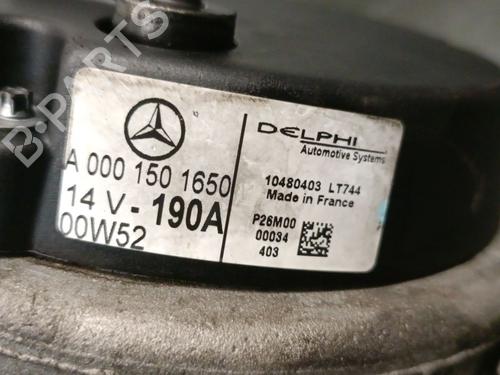 B-PARTS
DELPHI
Automotive Systems
A 000 150 1650
14 V - 190A
00W52
10480403 LT744
Made in France
P26M00
00034
403